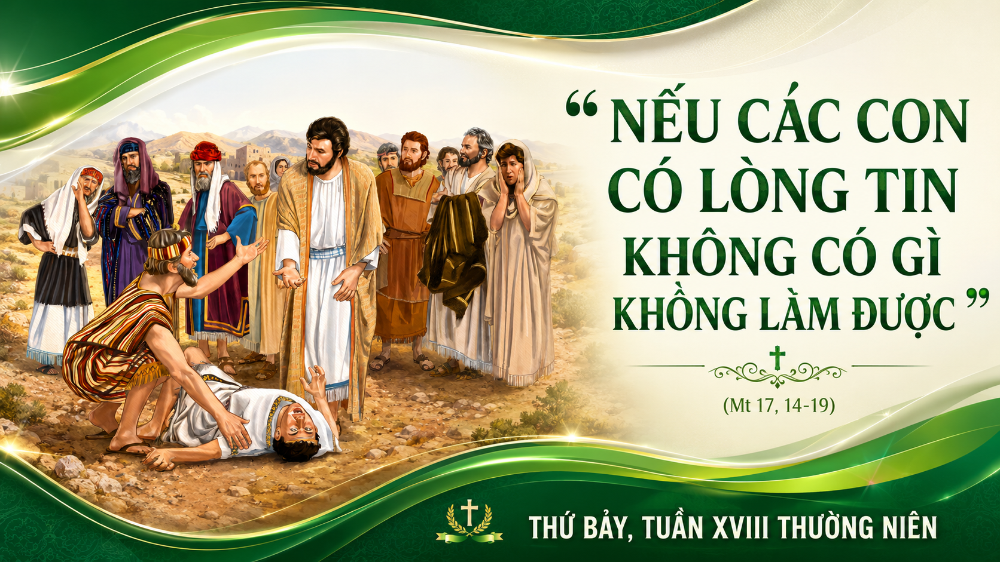 “ NẾU CÁC CON
CÓ LÒNG TIN
KHÔNG CÓ GÌ
KHỒNG LÀM ĐƯỢC ”
(Mt 17, 14-19)
THỨ BẢY, TUẦN XVIII THƯỜNG NIÊN